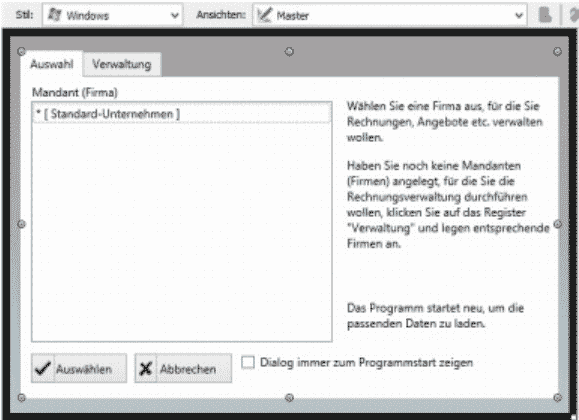 Stil: Windows Ansichten: Master
Auswahl Verwaltung
Mandant (Firma)
* [ Standard-Unternehmen ]
Wählen Sie eine Firma aus, für die Sie
Rechnungen, Angebote etc. verwalten
wollen.
Haben Sie noch keine Mandanten
(Firmen) angelegt, für die Sie die
Rechnungsverwaltung durchführen
wollen, klicken Sie auf das Register
"Verwaltung" und legen entsprechende
Firmen an.
Das Programm startet neu, um die
passenden Daten zu laden.
Auswählen Abbrechen Dialog immer zum Programmstart zeigen